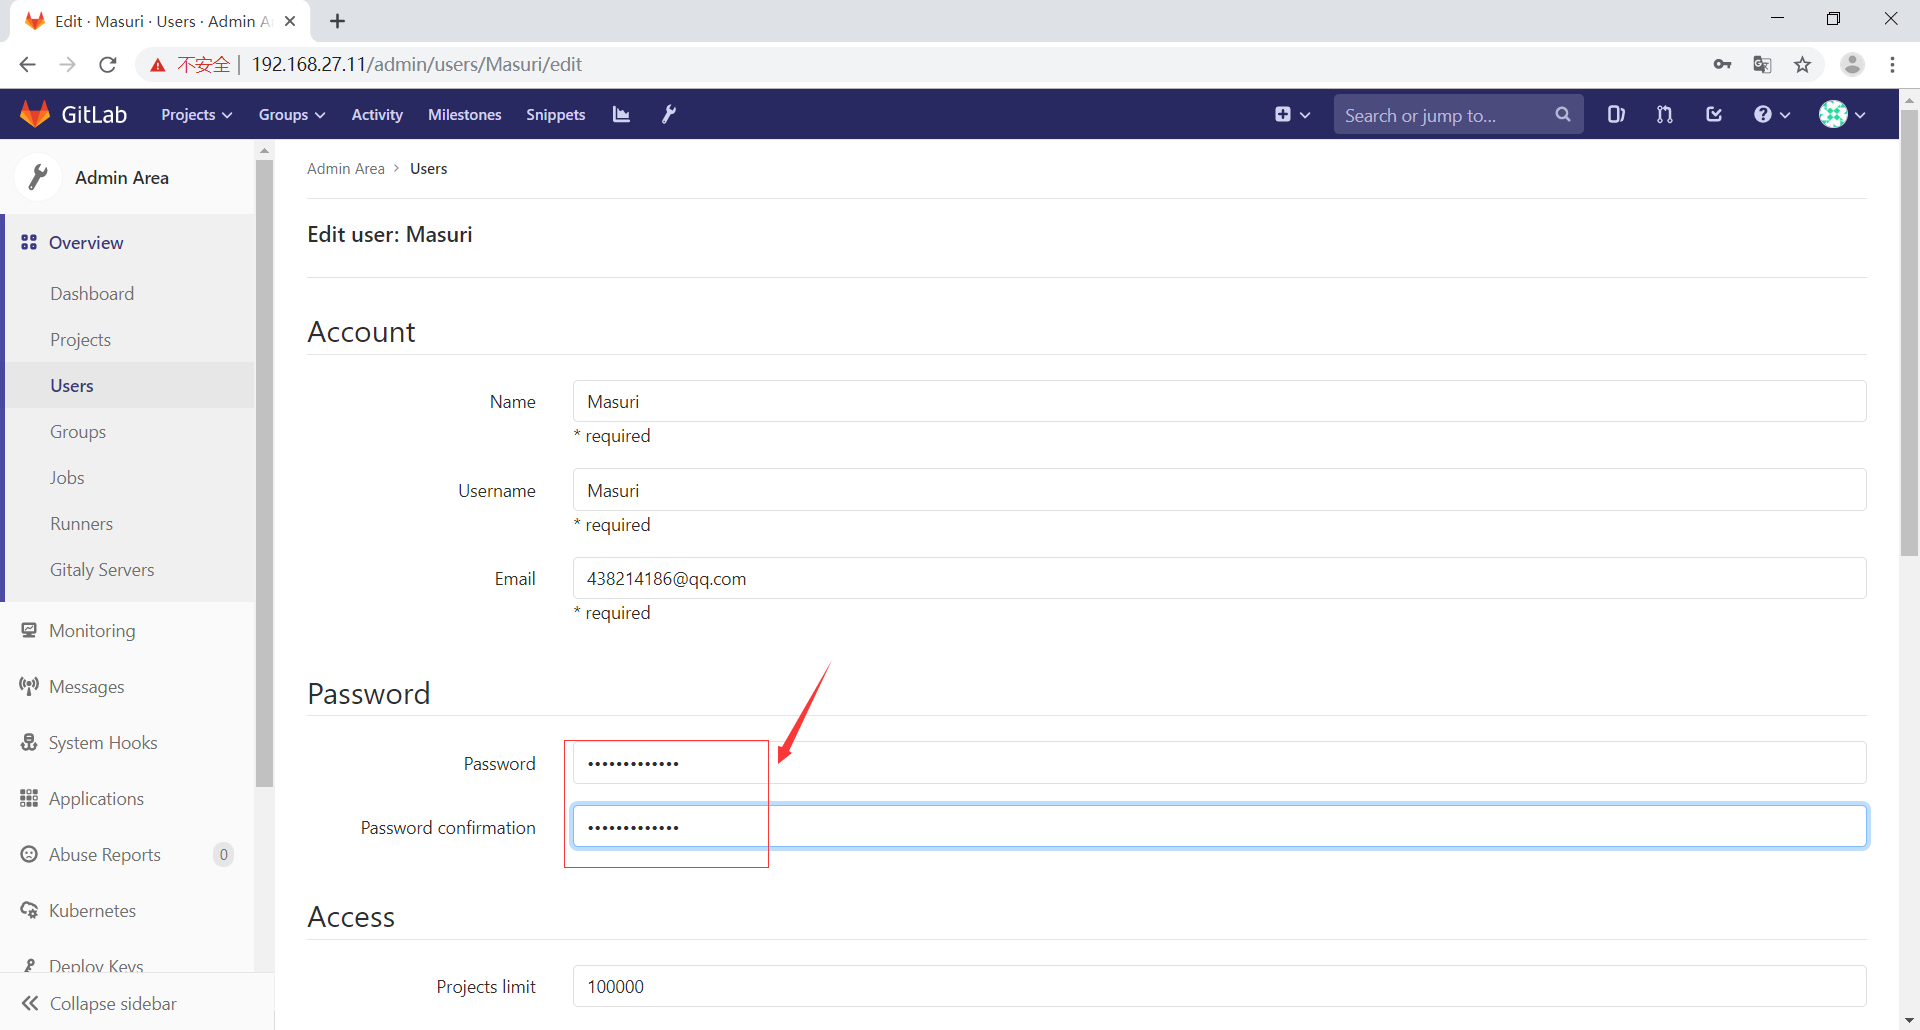 Edit · Masuri · Users · Admin A
不安全 | 192.168.27.11/admin/users/Masuri/edit
GitLab Projects Groups Activity Milestones Snippets Search or jump to...
Admin Area
Overview
Dashboard
Projects
Users
Groups
Jobs
Runners
Gitaly Servers
Monitoring
Messages
System Hooks
Applications
Abuse Reports 0
Kubernetes
Deploy Keys
Collapse sidebar
Admin Area > Users
Edit user: Masuri
Account
Name Masuri
* required
Username Masuri
* required
Email 438214186@qq.com
* required
Password
Password •••••••••••••
Password confirmation •••••••••••••
Access
Projects limit 100000